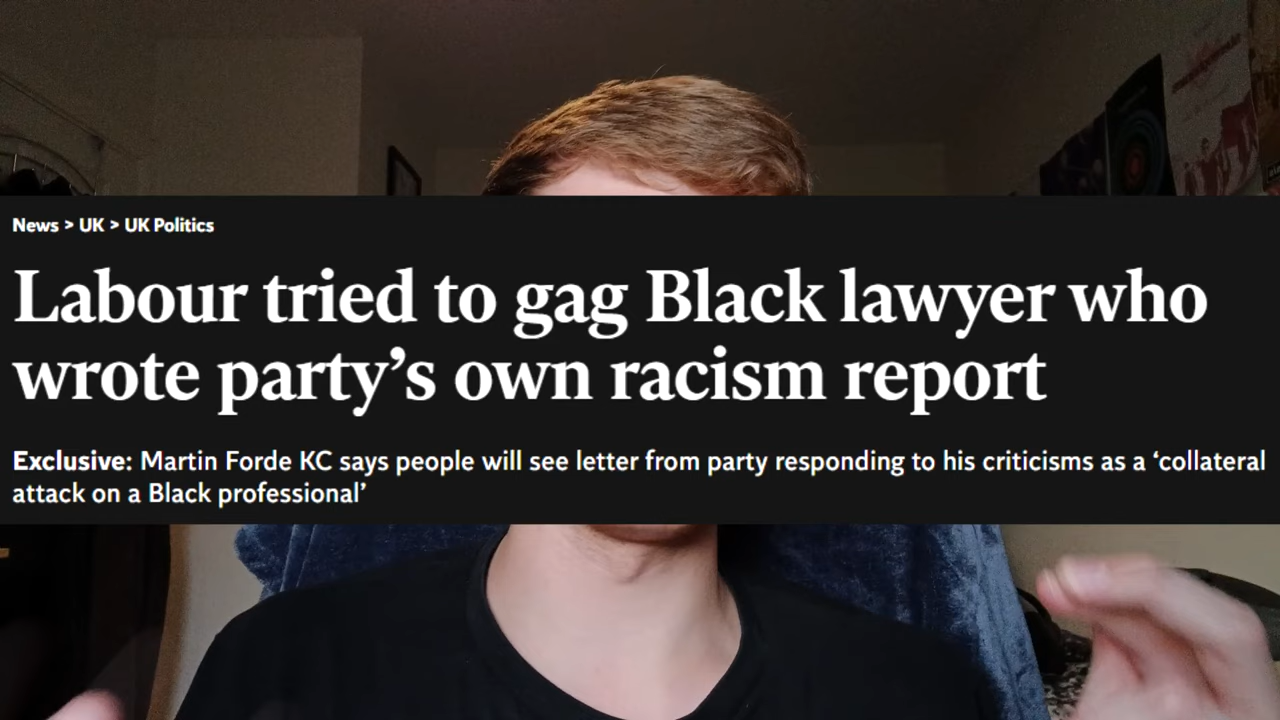 News > UK > UK Politics
Labour tried to gag Black lawyer who
wrote party’s own racism report
Exclusive: Martin Forde KC says people will see letter from party responding to his criticisms as a ‘collateral
attack on a Black professional’